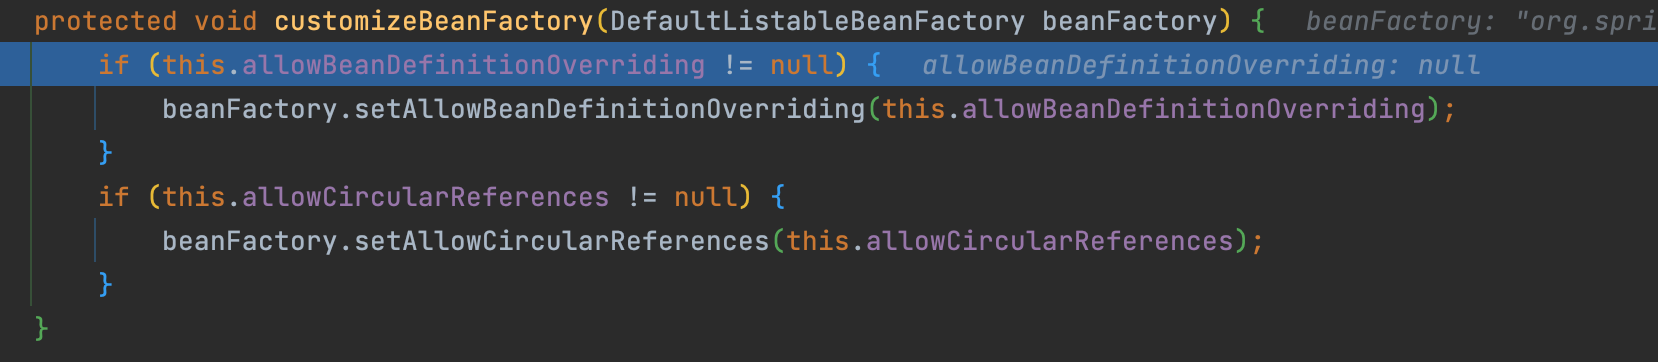 protected void customizeBeanFactory(DefaultListableBeanFactory beanFactory) {   beanFactory: "org.spri
    if (this.allowBeanDefinitionOverriding != null) {   allowBeanDefinitionOverriding: null
        beanFactory.setAllowBeanDefinitionOverriding(this.allowBeanDefinitionOverriding);
    }
    if (this.allowCircularReferences != null) {
        beanFactory.setAllowCircularReferences(this.allowCircularReferences);
    }
}